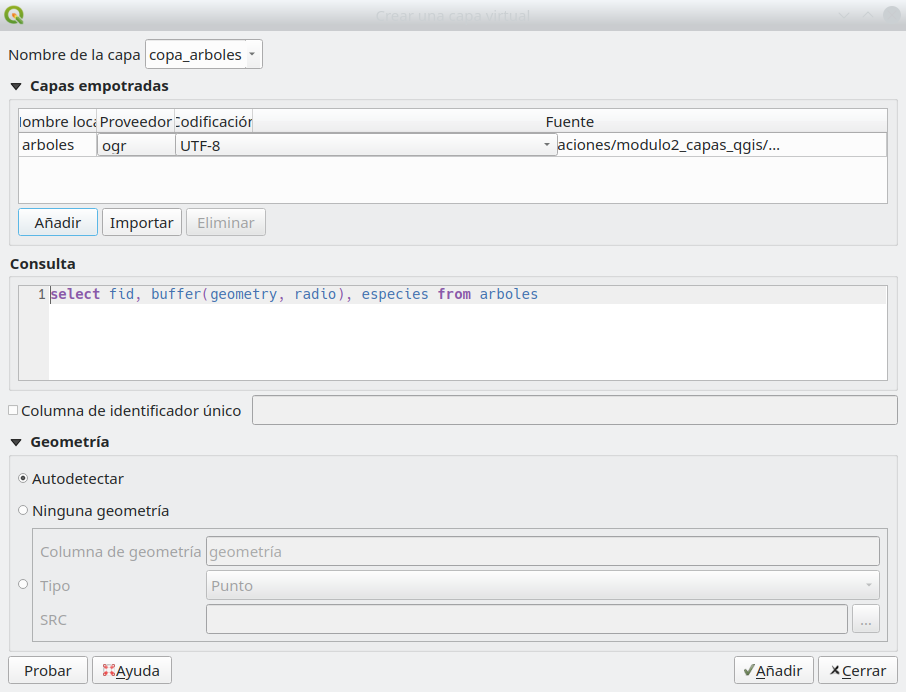 Crear una capa virtual
Nombre de la capa copa_arboles
Capas empotradas
lombre loca Proveedor Codificación Fuente
arboles ogr UTF-8 aciones/modulo2_capas_qgis/...
Añadir Importar Eliminar
Consulta
1 select fid, buffer(geometry, radio), especies from arboles
Columna de identificador único
Geometría
Autodetectar
Ninguna geometría
Columna de geometría geometría
Tipo Punto
SRC ...
Probar Ayuda Añadir Cerrar